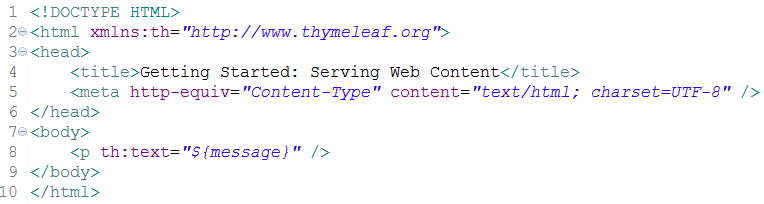 1 <!DOCTYPE HTML>
2 <html xmlns:th="http://www.thymeleaf.org">
3 <head>
4     <title>Getting Started: Serving Web Content</title>
5     <meta http-equiv="Content-Type" content="text/html; charset=UTF-8" />
6 </head>
7 <body>
8     <p th:text="${message}" />
9 </body>
10 </html>